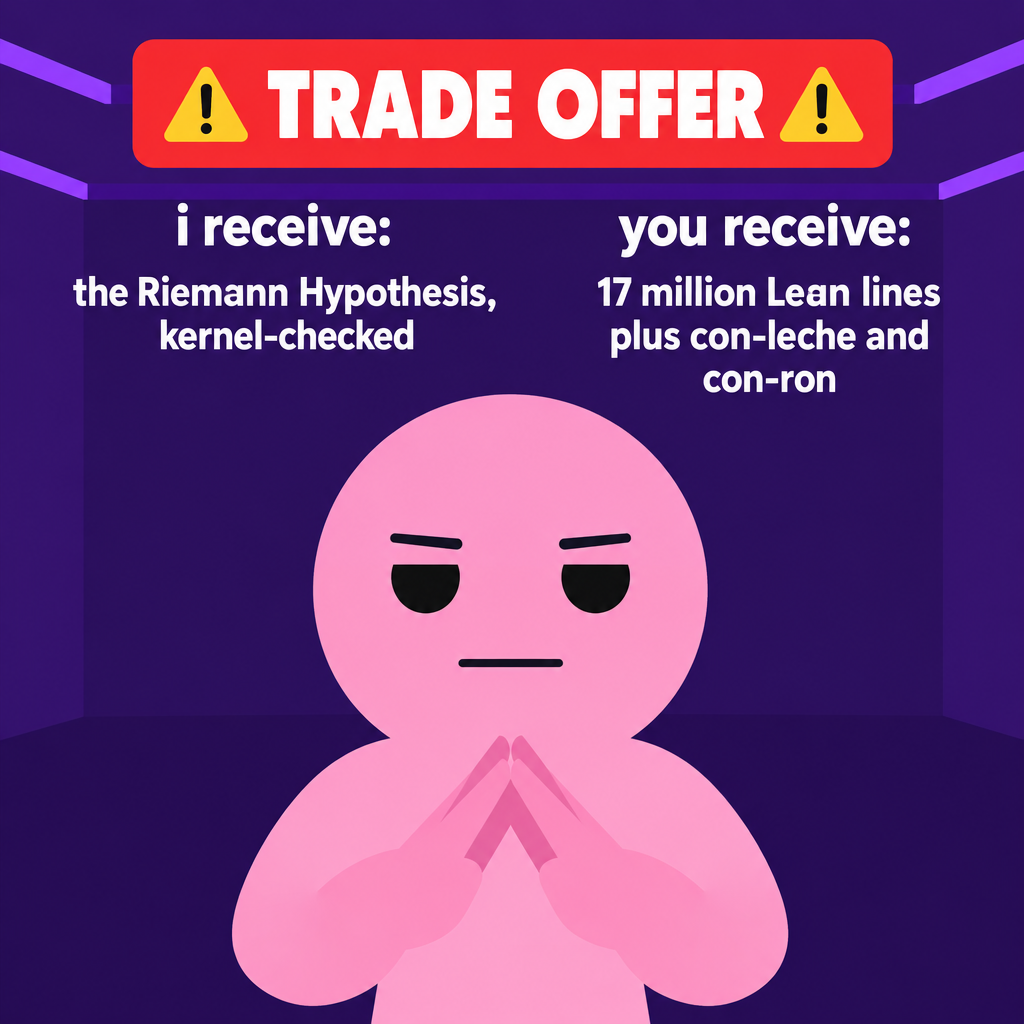 TRADE OFFER
i receive:
the Riemann Hypothesis,
kernel-checked
you receive:
17 million Lean lines
plus con-leche and
con-ron